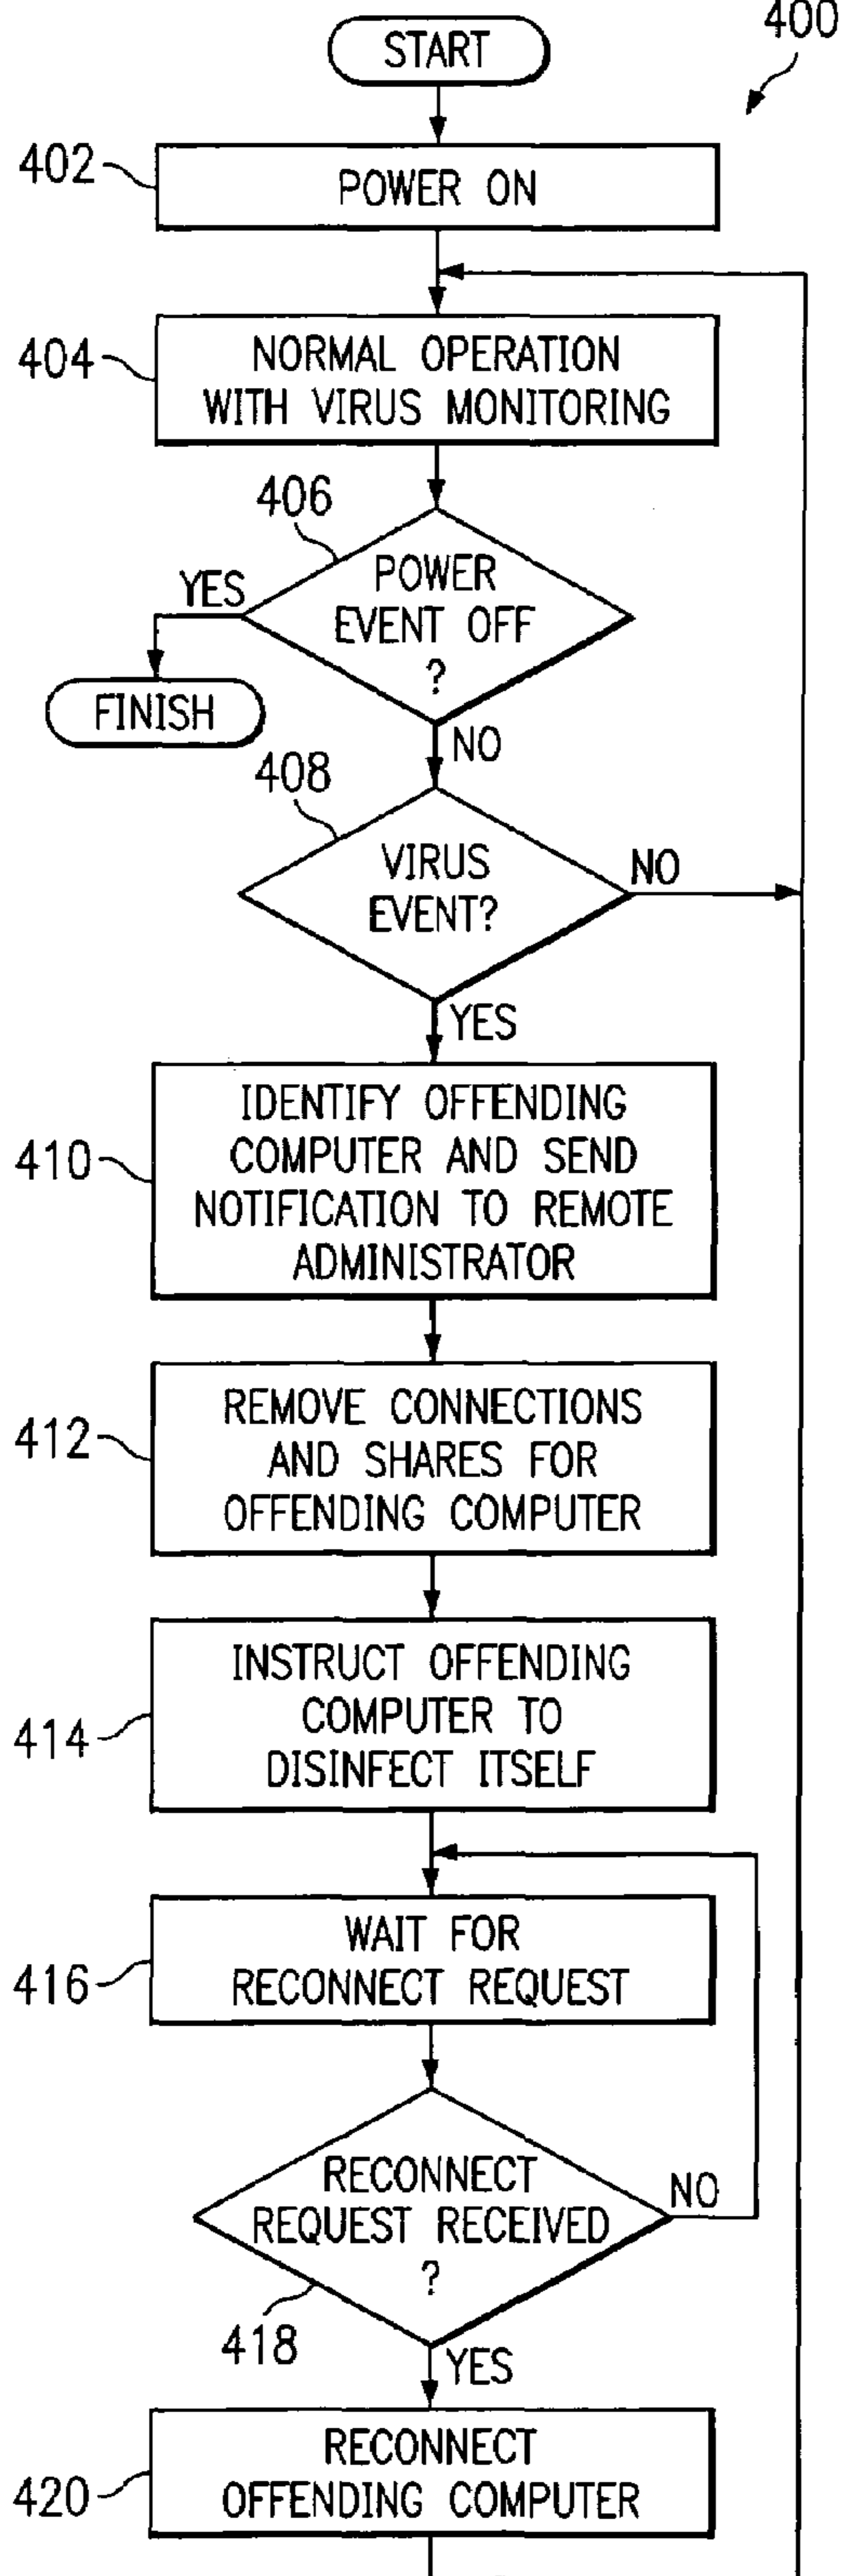 400
START
402
POWER ON
404
NORMAL OPERATION
WITH VIRUS MONITORING
406
POWER
EVENT OFF
?
YES
FINISH
NO
408
VIRUS
EVENT?
NO
YES
410
IDENTIFY OFFENDING
COMPUTER AND SEND
NOTIFICATION TO REMOTE
ADMINISTRATOR
412
REMOVE CONNECTIONS
AND SHARES FOR
OFFENDING COMPUTER
414
INSTRUCT OFFENDING
COMPUTER TO
DISINFECT ITSELF
416
WAIT FOR
RECONNECT REQUEST
RECONNECT
REQUEST RECEIVED
?
NO
418
YES
420
RECONNECT
OFFENDING COMPUTER